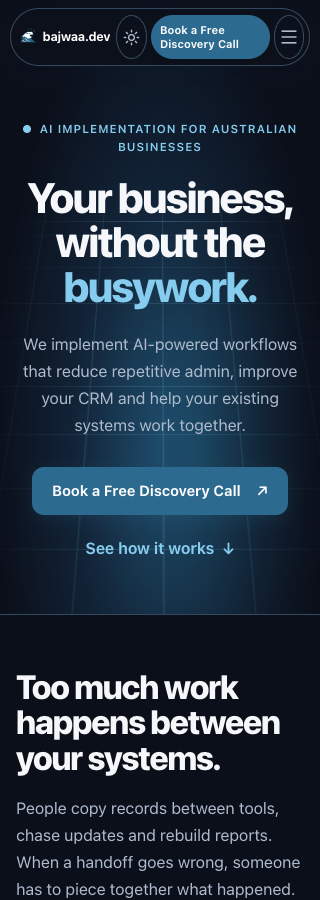 bajwaa.dev
Book a Free
Discovery Call
AI IMPLEMENTATION FOR AUSTRALIAN
BUSINESSES
Your business,
without the
busywork.
We implement AI-powered workflows
that reduce repetitive admin, improve
your CRM and help your existing
systems work together.
Book a Free Discovery Call ↗
See how it works ↓
Too much work
happens between
your systems.
People copy records between tools,
chase updates and rebuild reports.
When a handoff goes wrong, someone
has to piece together what happened.